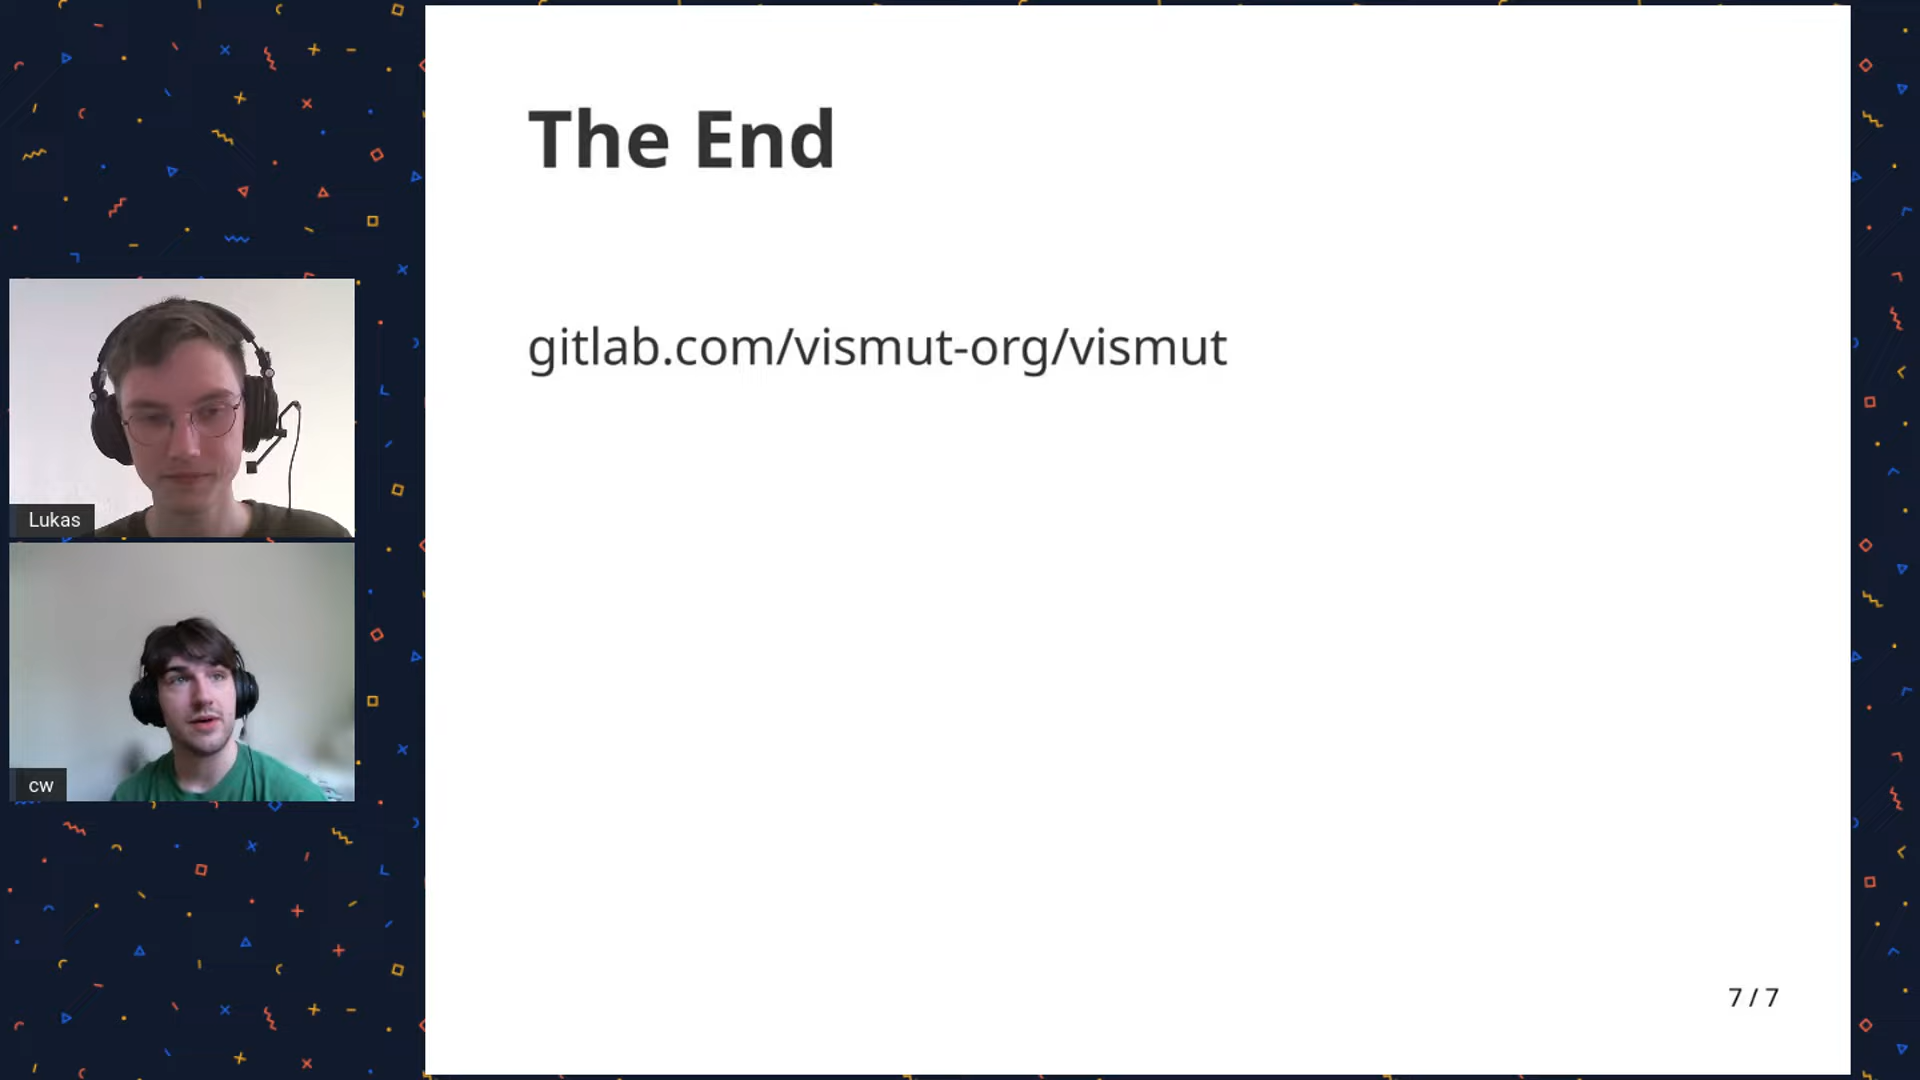 The End
gitlab.com/vismut-org/vismut
Lukas
cw
7 / 7